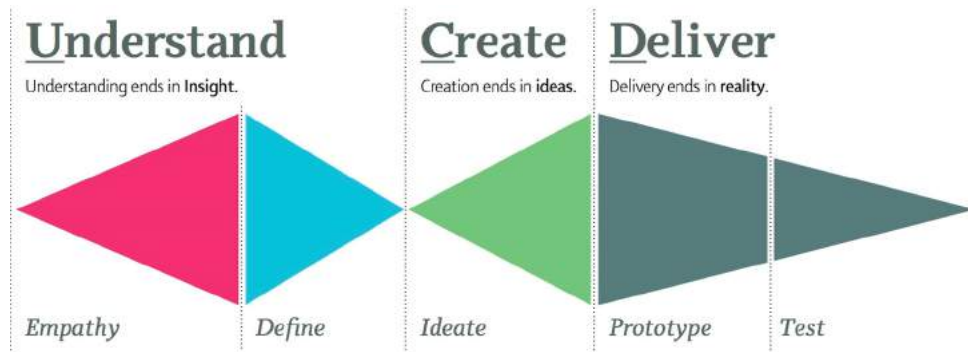 Understand
Understanding ends in Insight.
Create
Creation ends in ideas.
Deliver
Delivery ends in reality.
Empathy
Define
Ideate
Prototype
Test